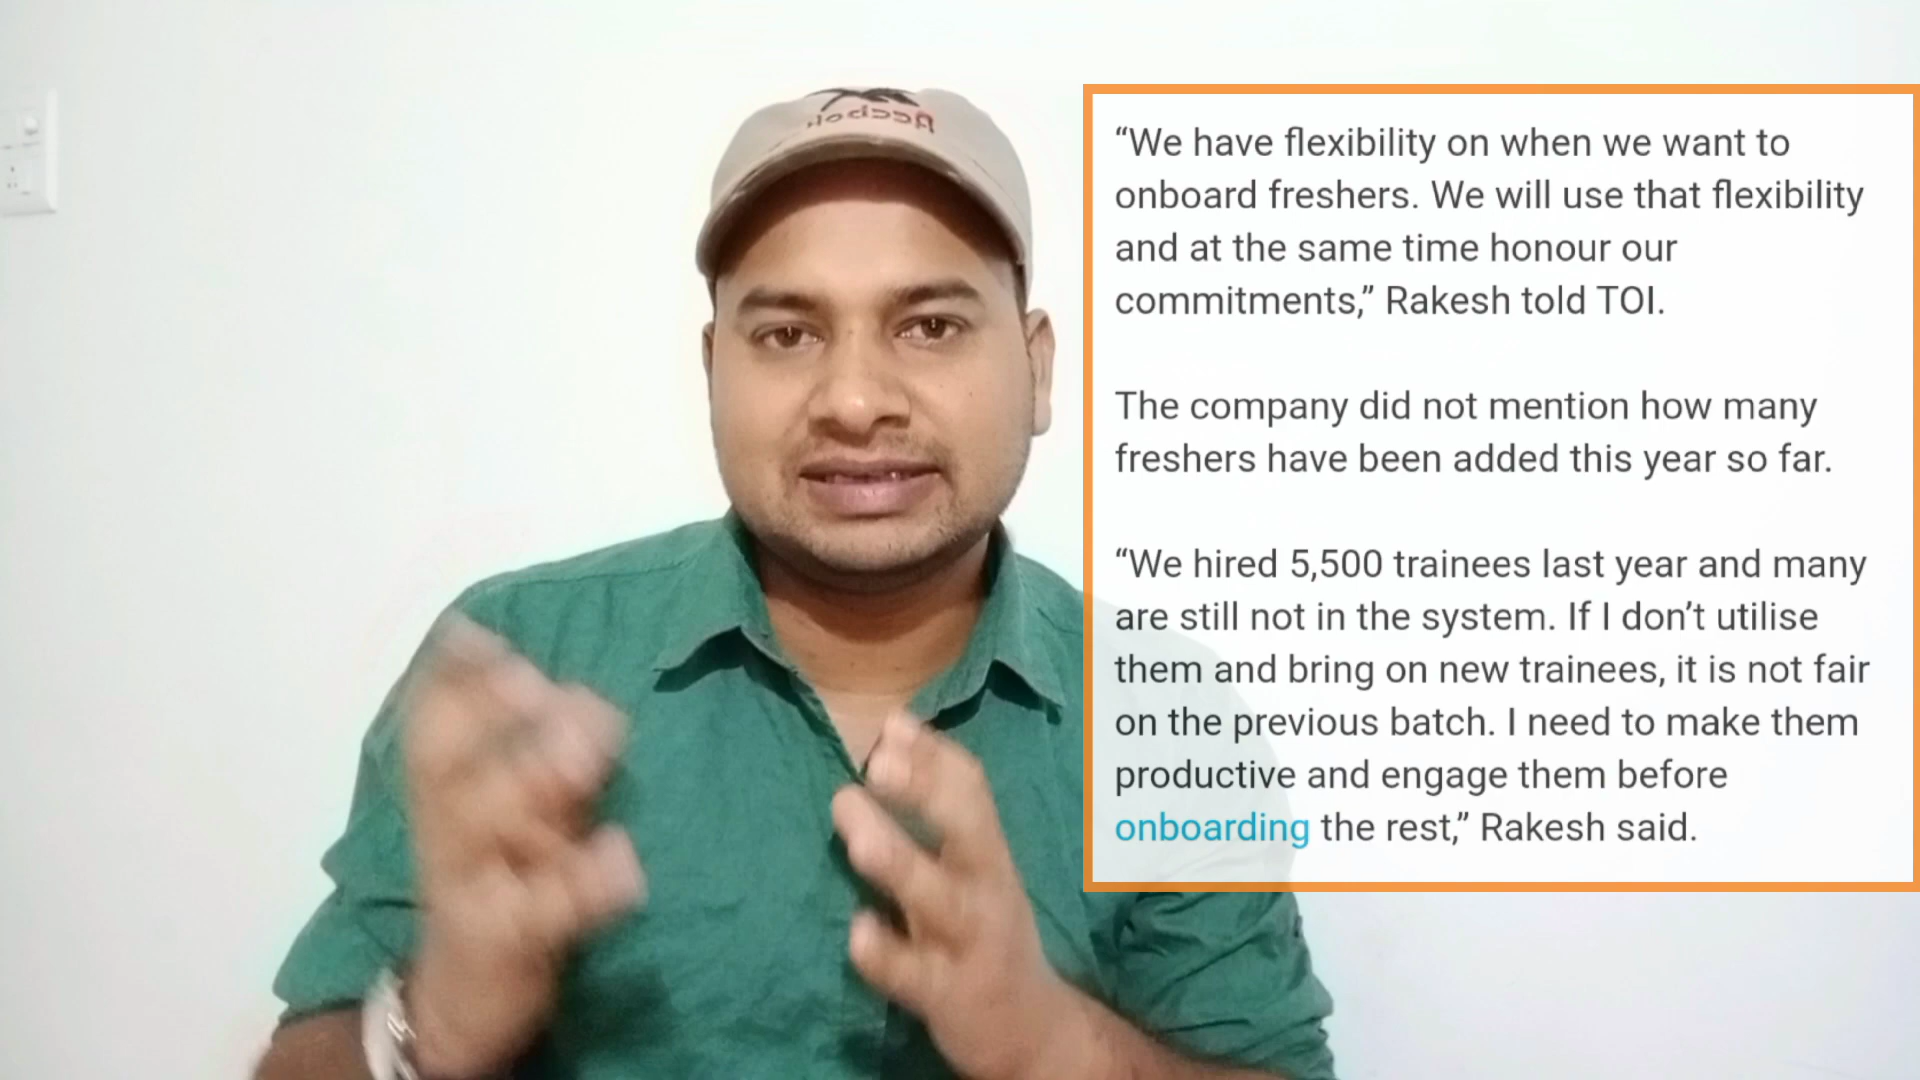 “We have flexibility on when we want to
onboard freshers. We will use that flexibility
and at the same time honour our
commitments,” Rakesh told TOI.
The company did not mention how many
freshers have been added this year so far.
“We hired 5,500 trainees last year and many
are still not in the system. If I don’t utilise
them and bring on new trainees, it is not fair
on the previous batch. I need to make them
productive and engage them before
onboarding the rest,” Rakesh said.